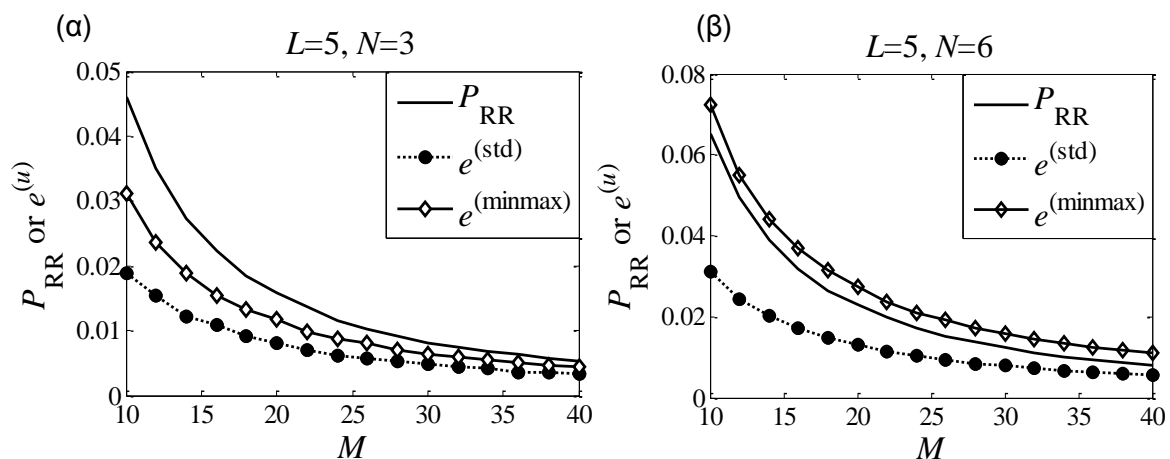 (α)
L=5, N=3
P_RR or e^(u)
0.05
0.04
0.03
0.02
0.01
0
10 15 20 25 30 35 40
M
P_RR
e^(std)
e^(minmax)
(β)
L=5, N=6
P_RR or e^(u)
0.08
0.06
0.04
0.02
0
10 15 20 25 30 35 40
M
P_RR
e^(std)
e^(minmax)